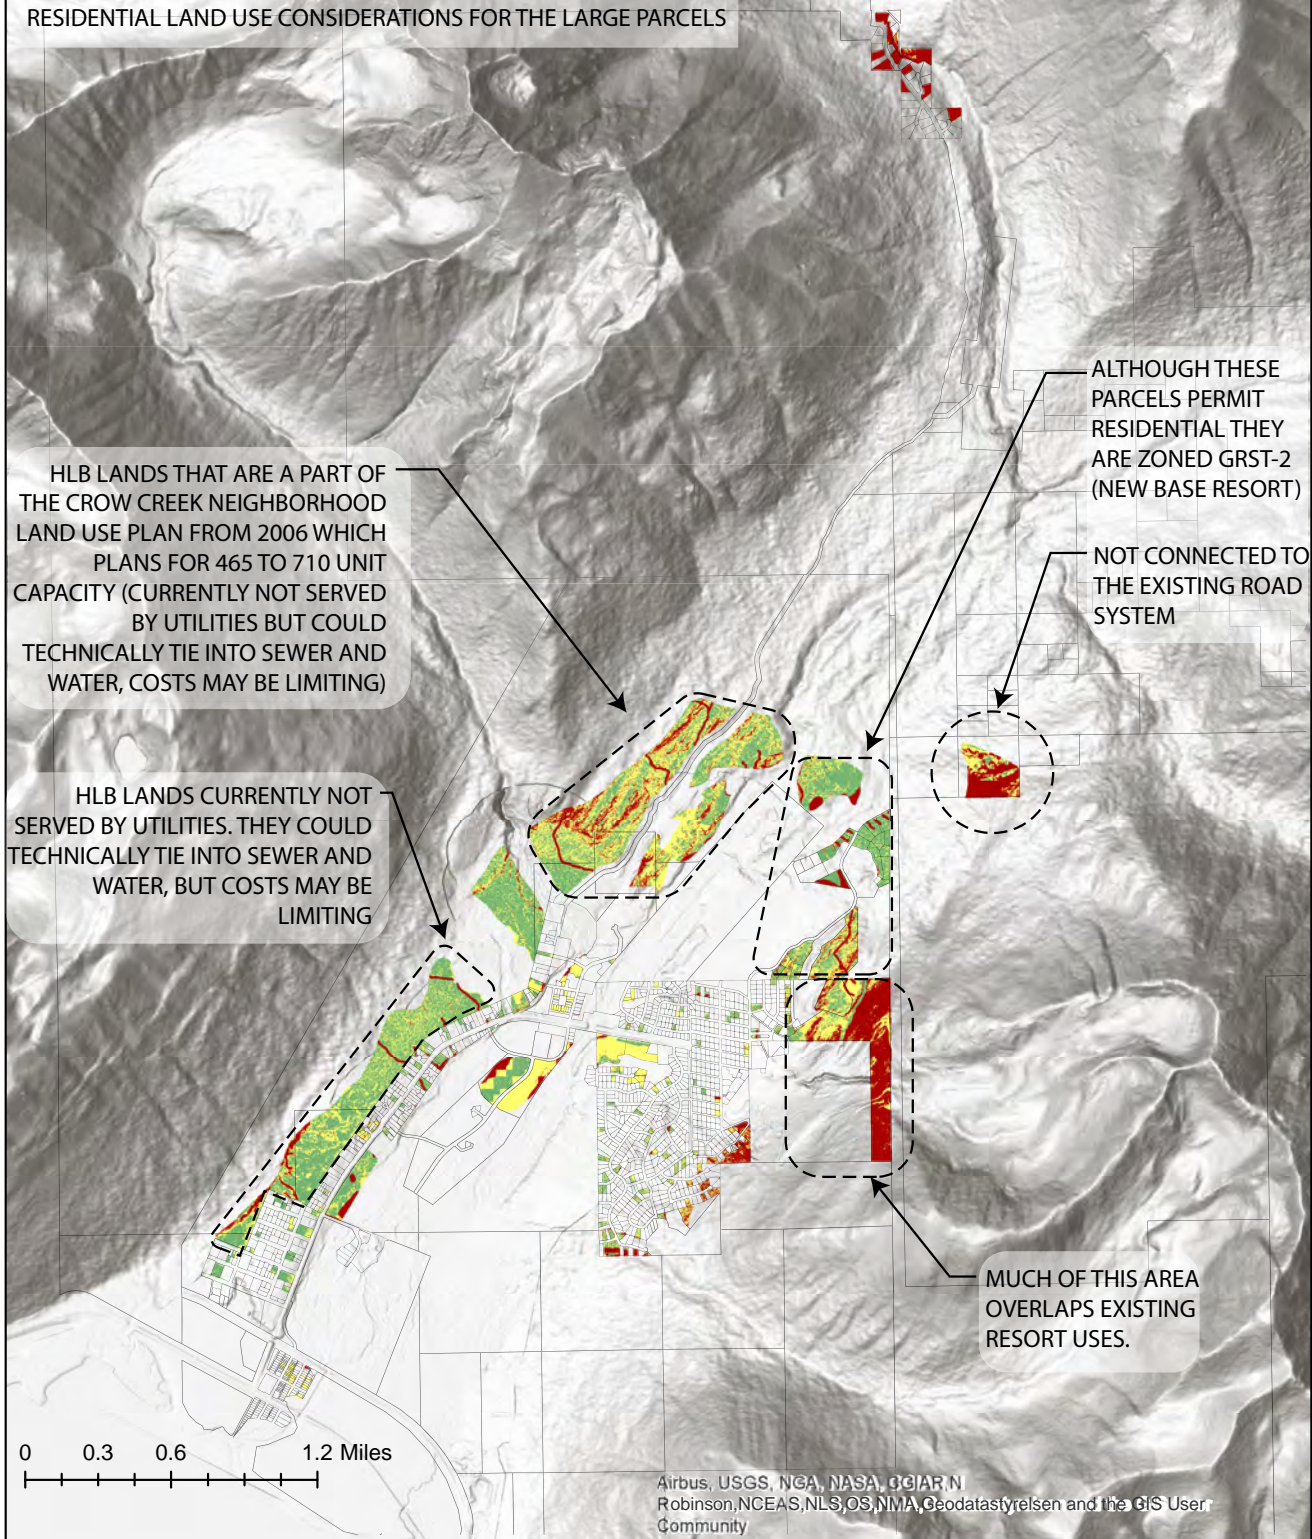 RESIDENTIAL LAND USE CONSIDERATIONS FOR THE LARGE PARCELS
ALTHOUGH THESE
PARCELS PERMIT
RESIDENTIAL THEY
ARE ZONED GRST-2
(NEW BASE RESORT)
HLB LANDS THAT ARE A PART OF
THE CROW CREEK NEIGHBORHOOD
LAND USE PLAN FROM 2006 WHICH
PLANS FOR 465 TO 710 UNIT
CAPACITY (CURRENTLY NOT SERVED
BY UTILITIES BUT COULD
TECHNICALLY TIE INTO SEWER AND
WATER, COSTS MAY BE LIMITING)
NOT CONNECTED TO
THE EXISTING ROAD
SYSTEM
HLB LANDS CURRENTLY NOT
SERVED BY UTILITIES. THEY COULD
TECHNICALLY TIE INTO SEWER AND
WATER, BUT COSTS MAY BE
LIMITING
MUCH OF THIS AREA
OVERLAPS EXISTING
RESORT USES.
0 0.3 0.6 1.2 Miles
Airbus, USGS, NGA, NASA, CGIAR, N
Robinson,NCEAS,NLS,OS,NMA,Geodatastyrelsen and the GIS User
Community